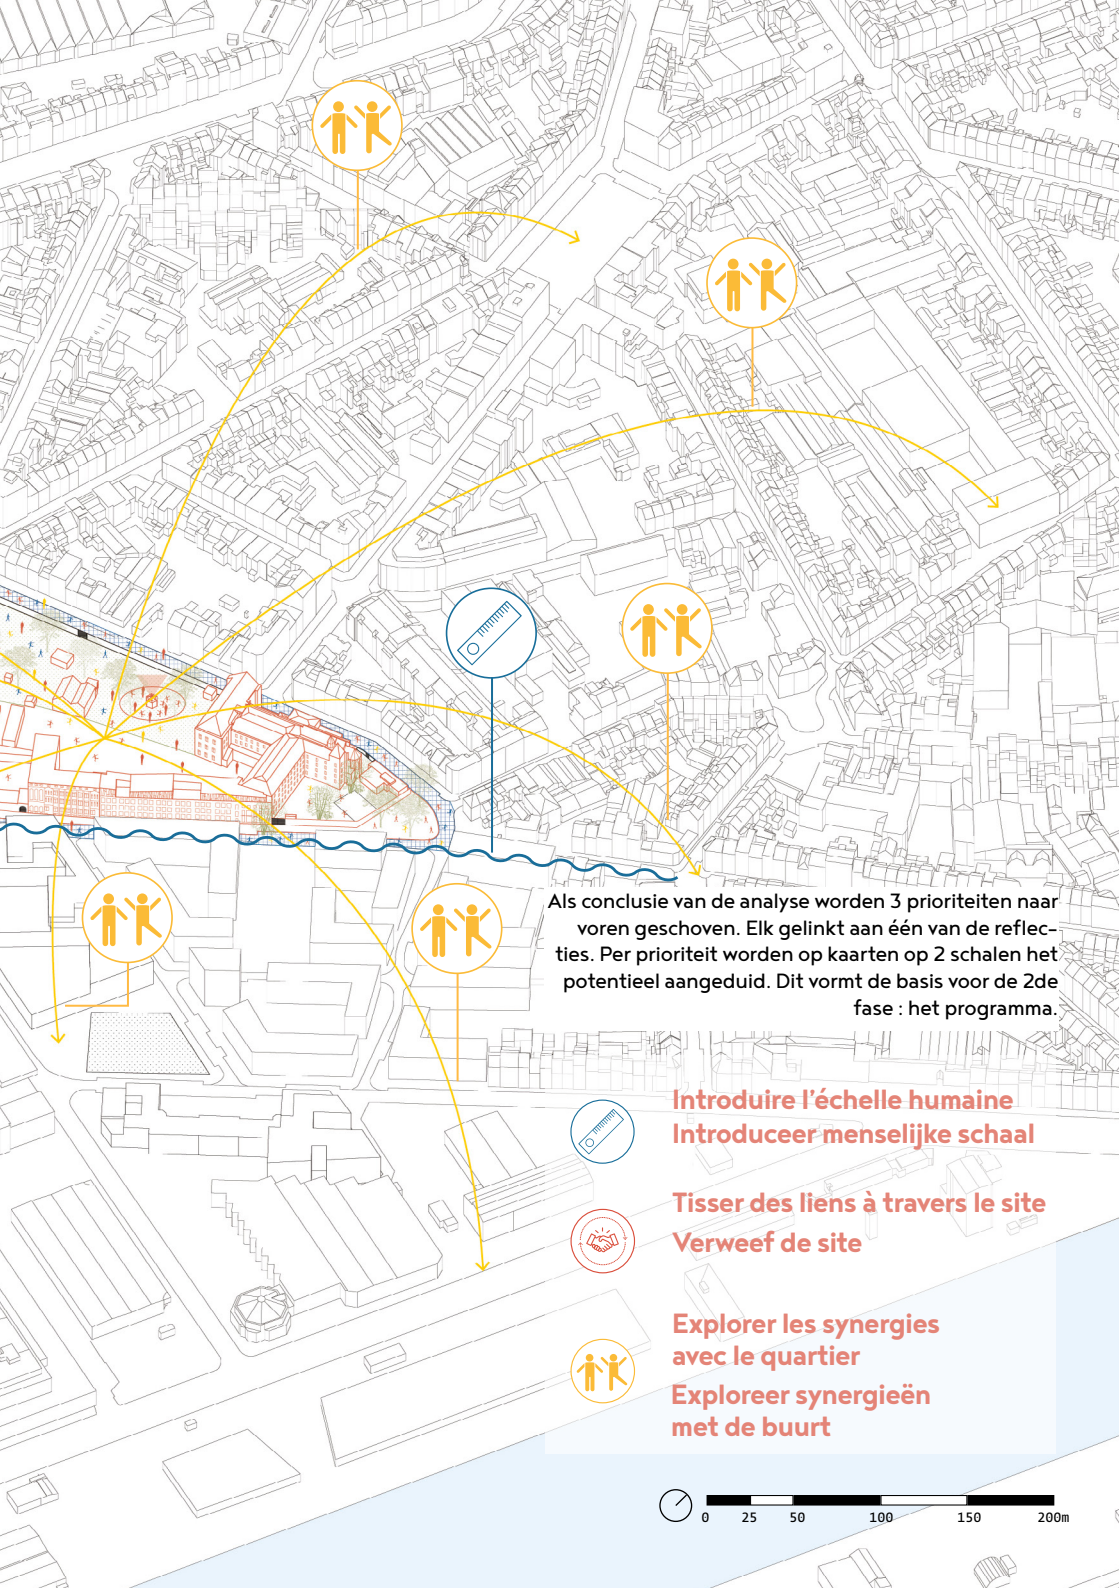 Als conclusie van de analyse worden 3 prioriteiten naar
voren geschoven. Elk gelinkt aan één van de reflec-
ties. Per prioriteit worden op kaarten op 2 schalen het
potentieel aangeduid. Dit vormt de basis voor de 2de
fase : het programma.
Introduire l'échelle humaine
Introduceer menselijke schaal
Tisser des liens à travers le site
Verweef de site
Explorer les synergies
avec le quartier
Exploreer synergieën
met de buurt
0 25 50 100 150 200m